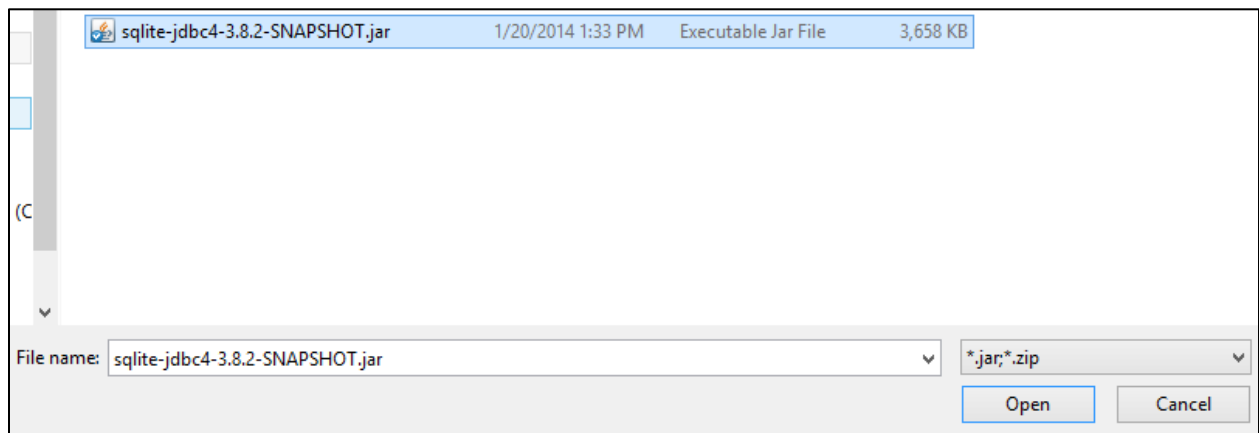 sqlite-jdbc4-3.8.2-SNAPSHOT.jar 1/20/2014 1:33 PM Executable Jar File 3,658 KB
(C
File name: sqlite-jdbc4-3.8.2-SNAPSHOT.jar *.jar;*.zip
Open Cancel